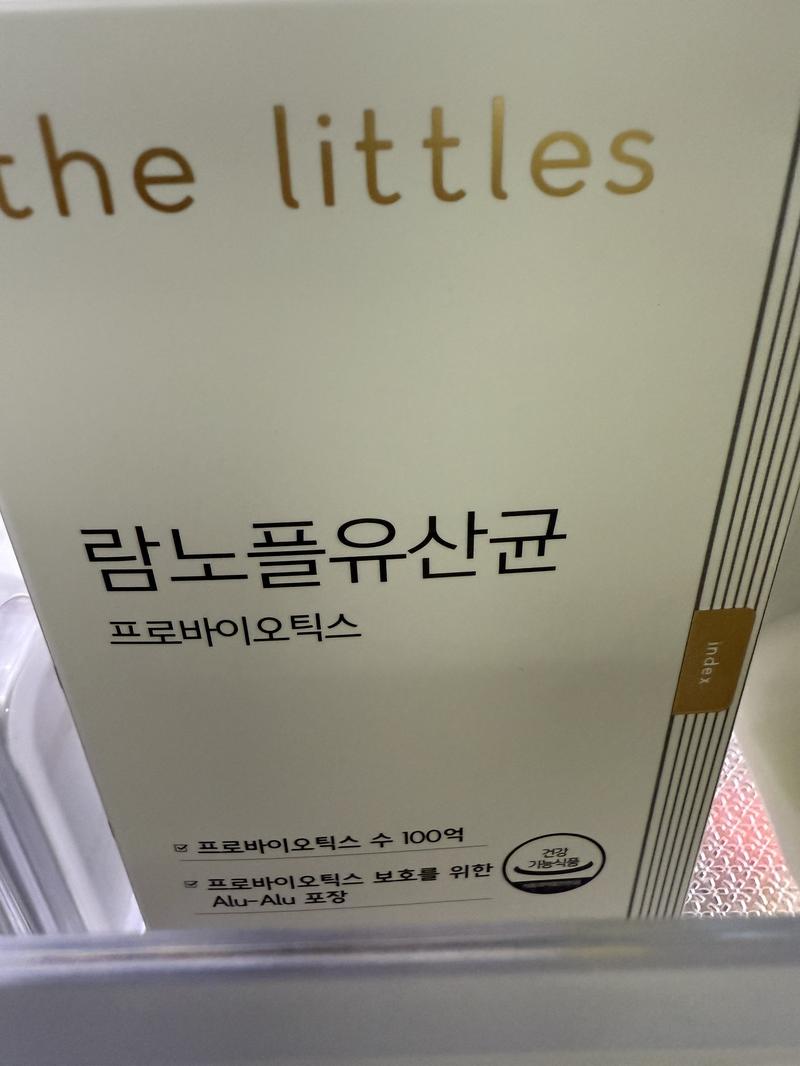 the littles
람노플유산균
프로바이오틱스
index
프로바이오틱스 수 100억
프로바이오틱스 보호를 위한
Alu-Alu 포장
건강
기능식품